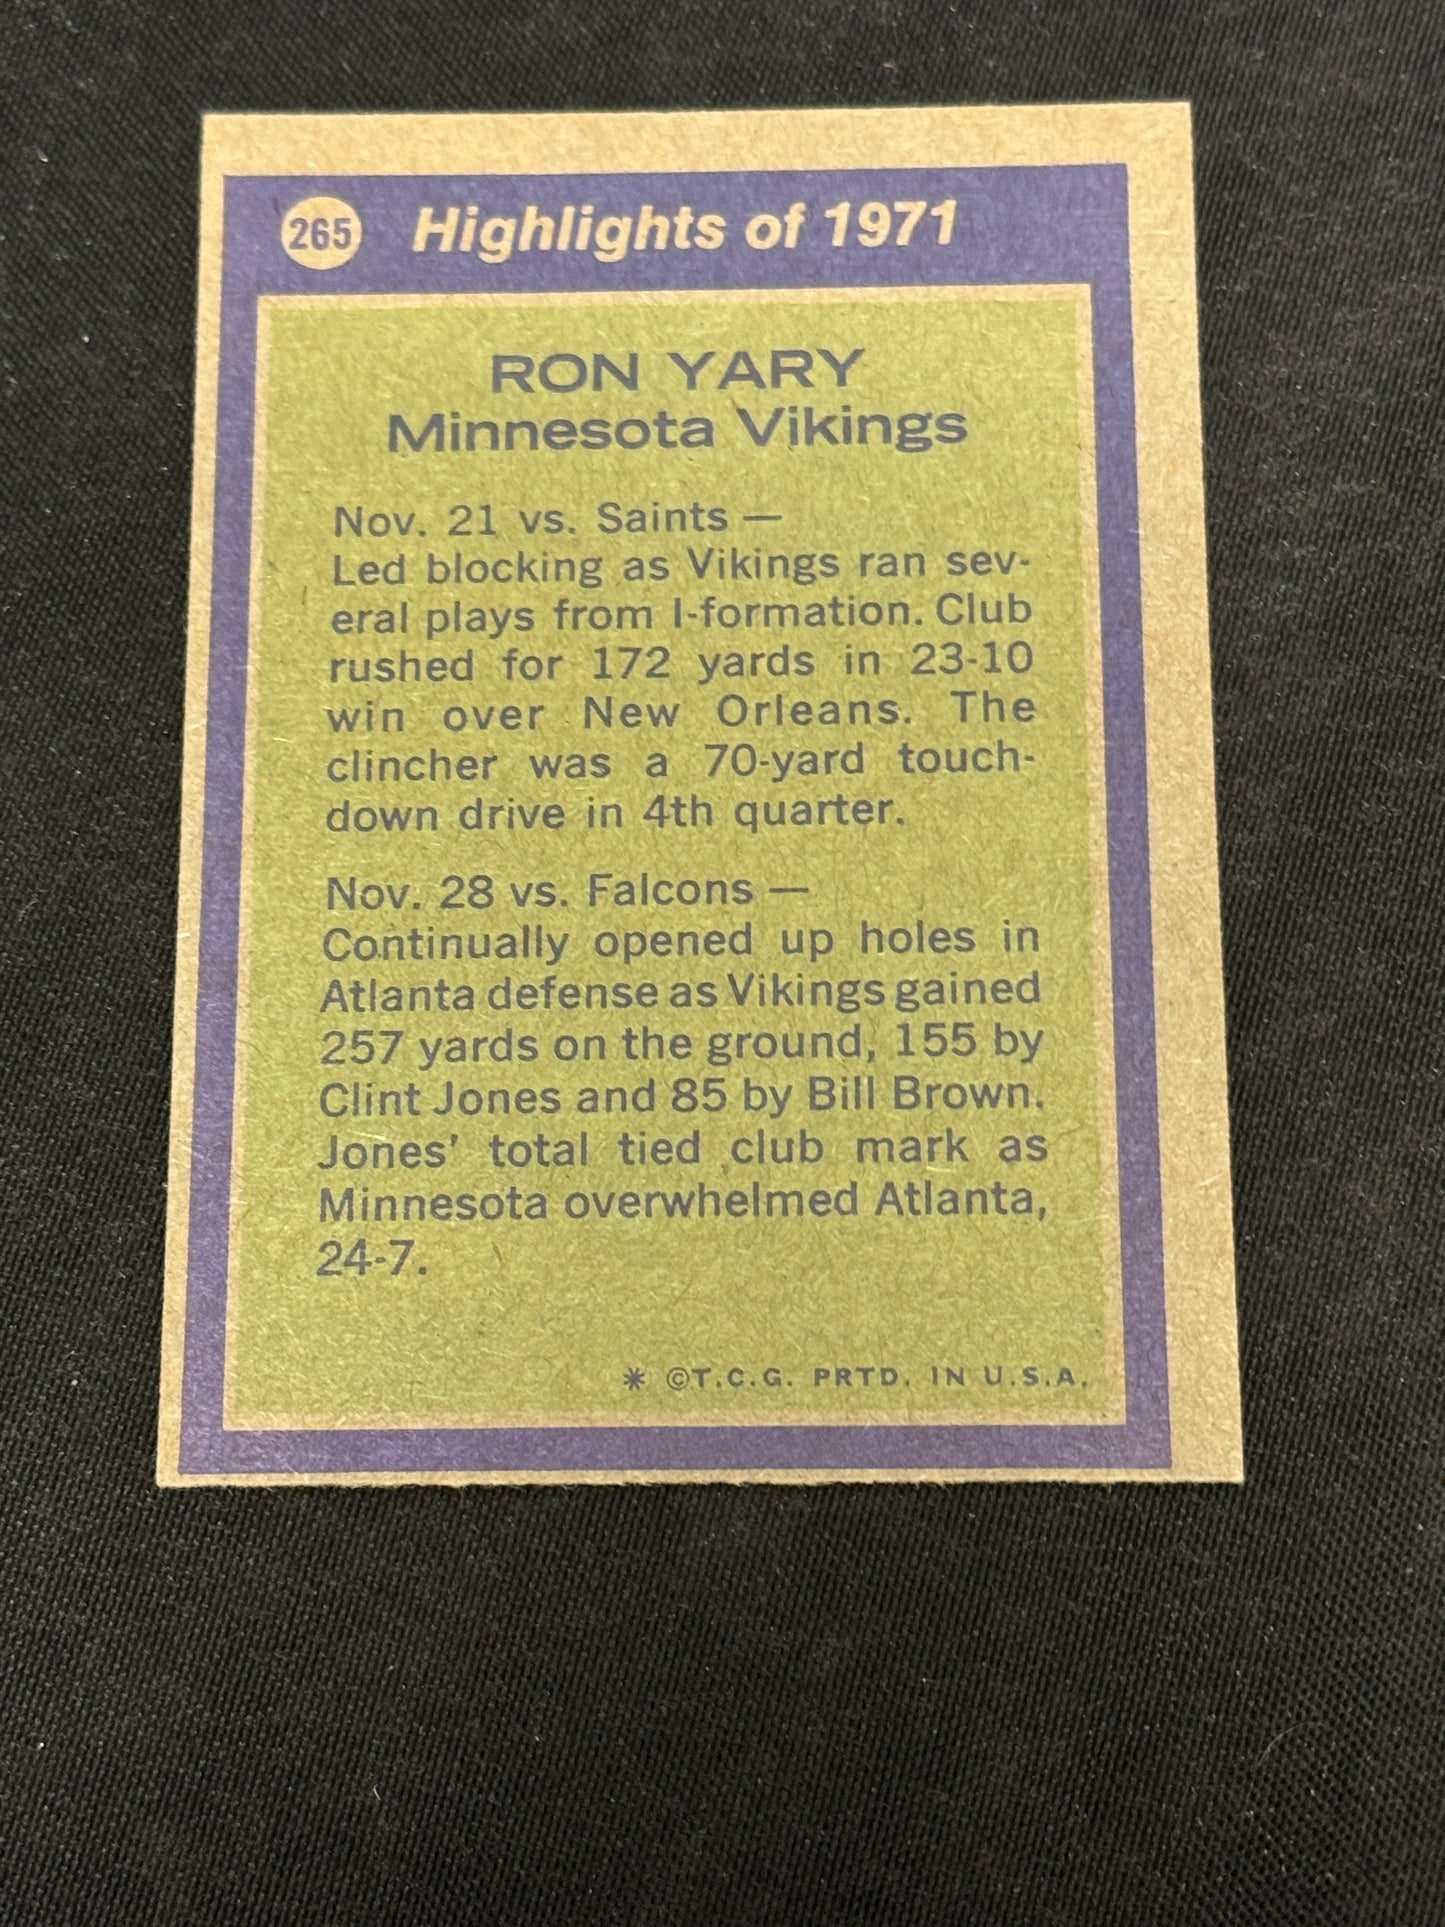 265 Highlights of 1971
RON YARY
Minnesota Vikings
Nov. 21 vs. Saints —
Led blocking as Vikings ran sev-
eral plays from I-formation. Club
rushed for 172 yards in 23-10
win over New Orleans. The
clincher was a 70-yard touch-
down drive in 4th quarter.
Nov. 28 vs. Falcons —
Continually opened up holes in
Atlanta defense as Vikings gained
257 yards on the ground, 155 by
Clint Jones and 85 by Bill Brown.
Jones' total tied club mark as
Minnesota overwhelmed Atlanta,
24-7.
* ©T.C.G. PRTD. IN U.S.A.